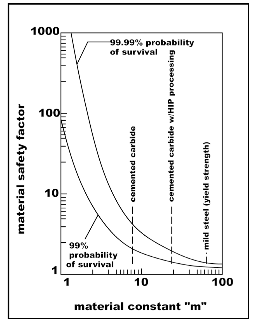 1000
99.99% probability
of survival
100
10
1
material safety factor
cemented carbide
cemented carbide w/HIP processing
mild steel (yield strength)
99%
probability
of survival
1
10
100
material constant "m"